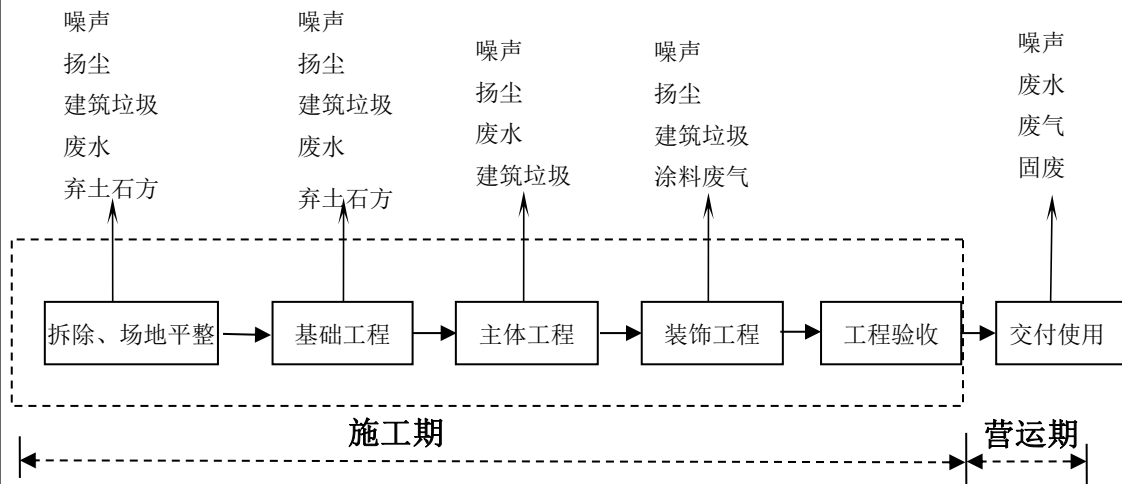 噪声
扬尘
建筑垃圾
废水
弃土石方
噪声
扬尘
建筑垃圾
废水
弃土石方
噪声
扬尘
废水
建筑垃圾
噪声
扬尘
建筑垃圾
涂料废气
噪声
废水
废气
固废
拆除、场地平整
基础工程
主体工程
装饰工程
工程验收
交付使用
施工期
营运期